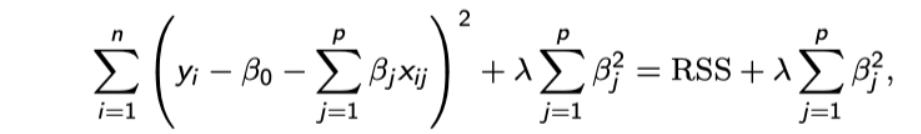 $$\sum_{i=1}^{n} \left( y_i - \beta_0 - \sum_{j=1}^{p} \beta_j x_{ij} \right)^2 + \lambda \sum_{j=1}^{p} \beta_j^2 = \mathrm{RSS} + \lambda \sum_{j=1}^{p} \beta_j^2,$$